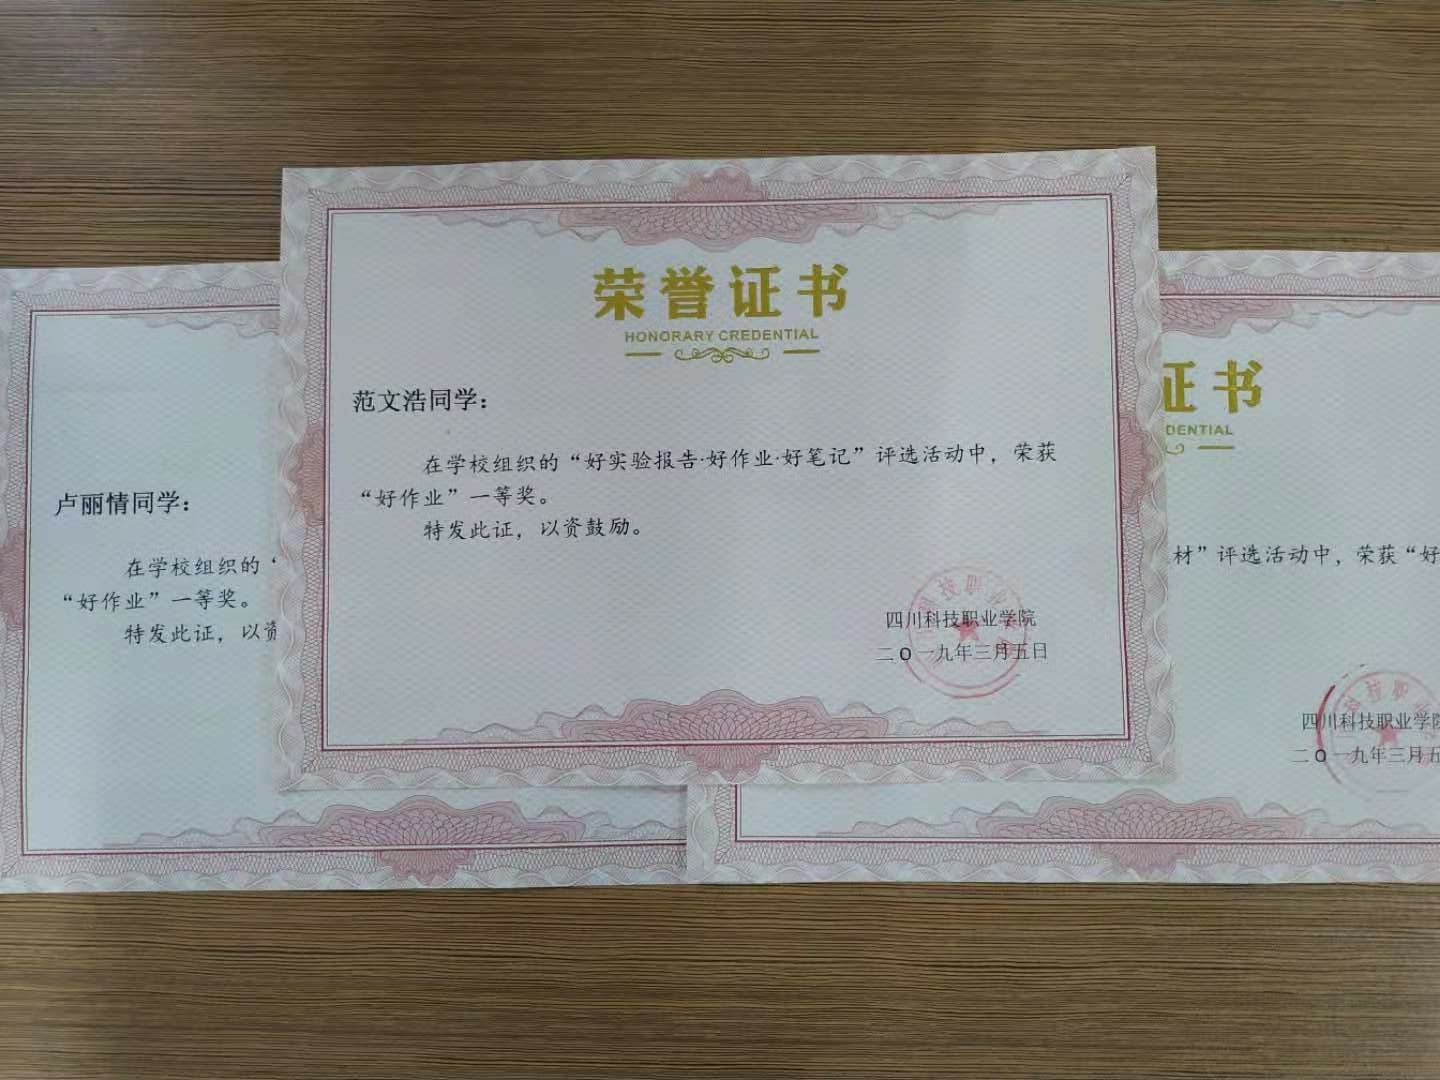 荣誉证书
HONORARY CREDENTIAL
范文浩同学：
在学校组织的“好实验报告·好作业·好笔记”评选活动中，荣获
“好作业”一等奖。
特发此证，以资鼓励。
四川科技职业学院
二〇一九年三月五日
卢丽情同学：
在学校组织的“
“好作业”一等奖。
特发此证，以资
证书
DENTIAL
材”评选活动中，荣获“好
四川科技职业学院
二〇一九年三月五